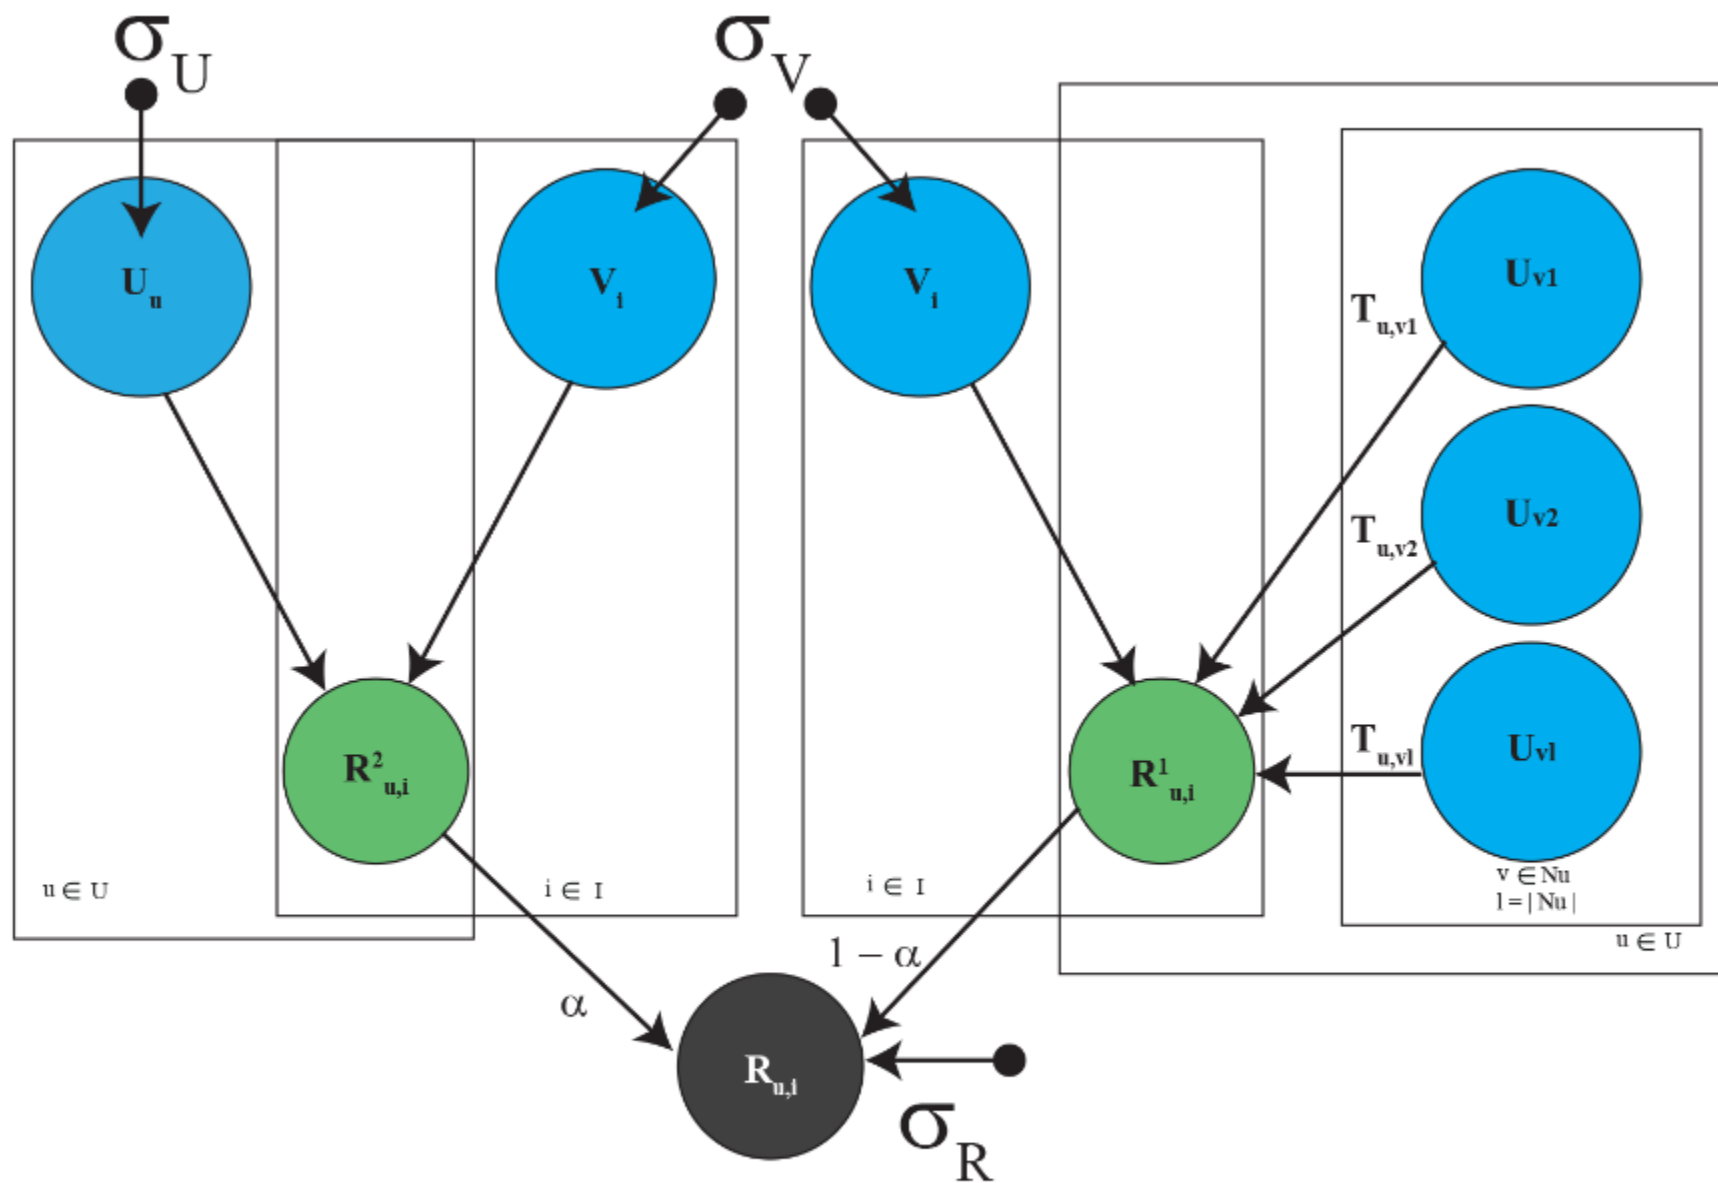 σU
σV
Uu
Vi
Vi
Uv1
Tu,v1
Uv2
Tu,v2
Uvl
Tu,vl
R²u,i
R¹u,i
u ∈ U
i ∈ I
i ∈ I
v ∈ Nu
l = | Nu |
u ∈ U
α
1 − α
Ru,i
σR